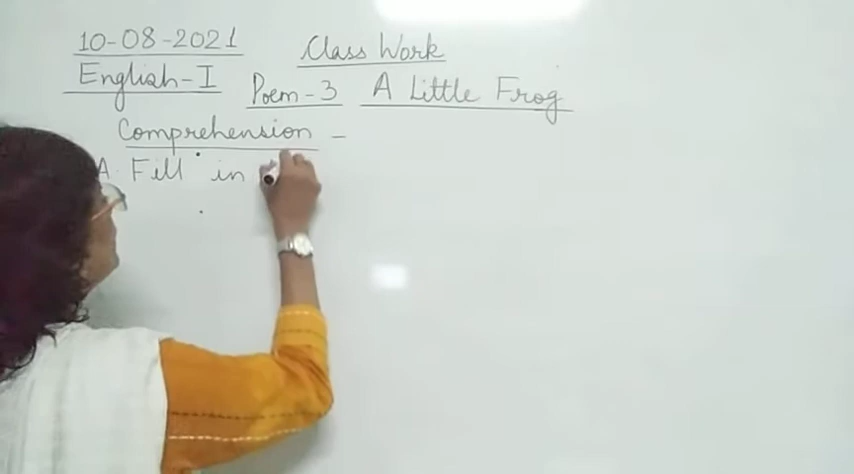 10-08-2021 Class Work
English-I Poem-3 A Little Frog
Comprehension -
A. Fill in